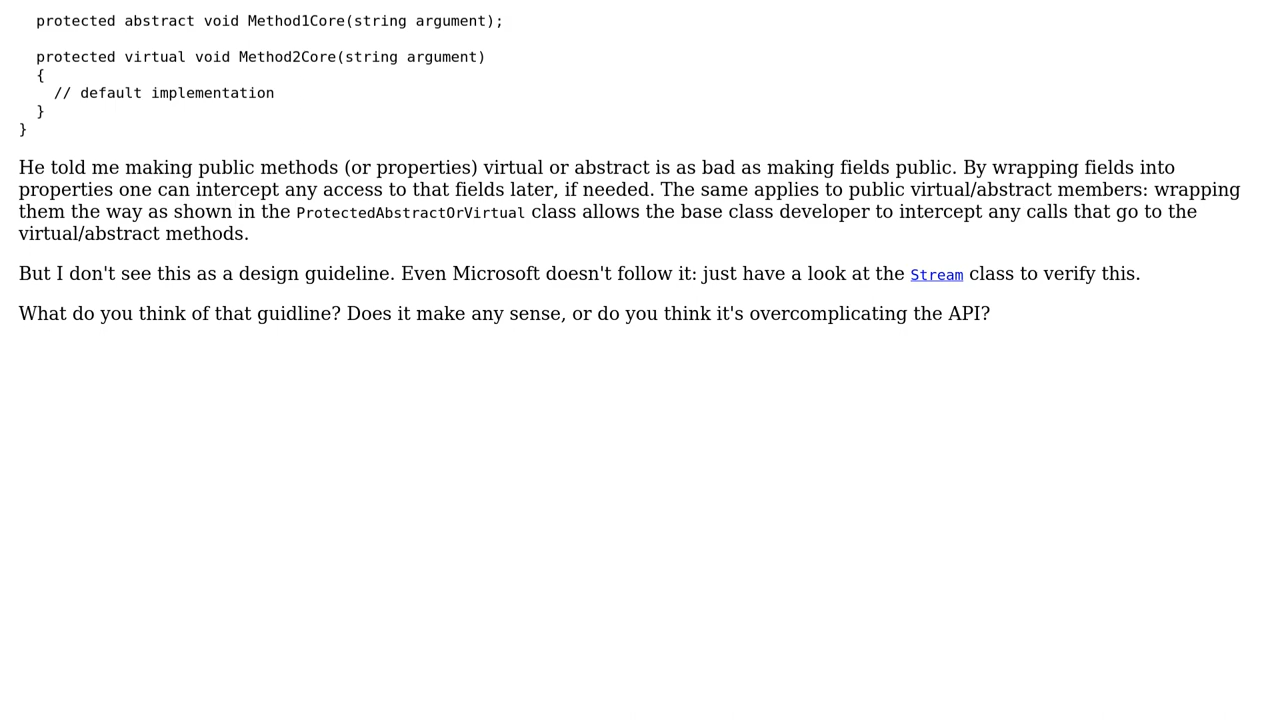 protected abstract void Method1Core(string argument);
protected virtual void Method2Core(string argument)
{
// default implementation
}
}
He told me making public methods (or properties) virtual or abstract is as bad as making fields public. By wrapping fields into
properties one can intercept any access to that fields later, if needed. The same applies to public virtual/abstract members: wrapping
them the way as shown in the ProtectedAbstractOrVirtual class allows the base class developer to intercept any calls that go to the
virtual/abstract methods.
But I don't see this as a design guideline. Even Microsoft doesn't follow it: just have a look at the Stream class to verify this.
What do you think of that guidline? Does it make any sense, or do you think it's overcomplicating the API?